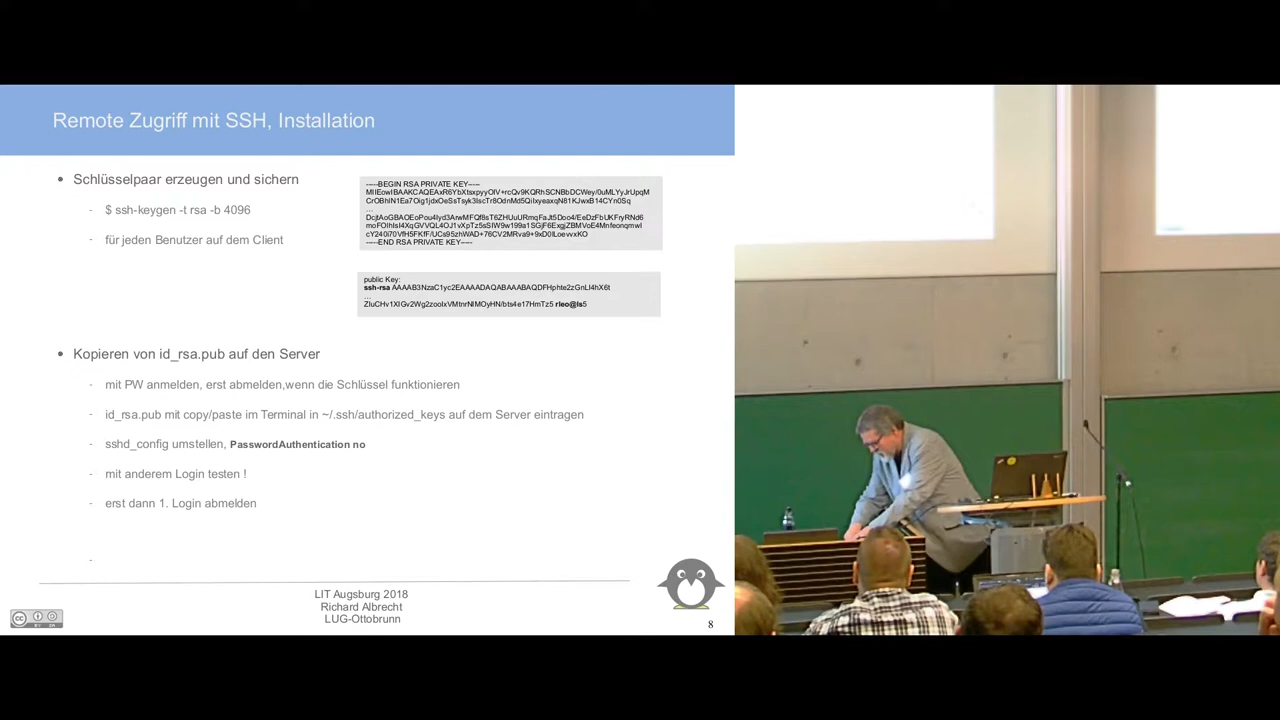 Remote Zugriff mit SSH, Installation
• Schlüsselpaar erzeugen und sichern
- $ ssh-keygen -t rsa -b 4096
- für jeden Benutzer auf dem Client
-----BEGIN RSA PRIVATE KEY-----
...
-----END RSA PRIVATE KEY-----
public Key:
ssh-rsa
...
rleo@ls5
• Kopieren von id_rsa.pub auf den Server
- mit PW anmelden, erst abmelden,wenn die Schlüssel funktionieren
- id_rsa.pub mit copy/paste im Terminal in ~/.ssh/authorized_keys auf dem Server eintragen
- sshd_config umstellen, PasswordAuthentication no
- mit anderem Login testen !
- erst dann 1. Login abmelden
-
LIT Augsburg 2018
Richard Albrecht
LUG-Ottobrunn
8